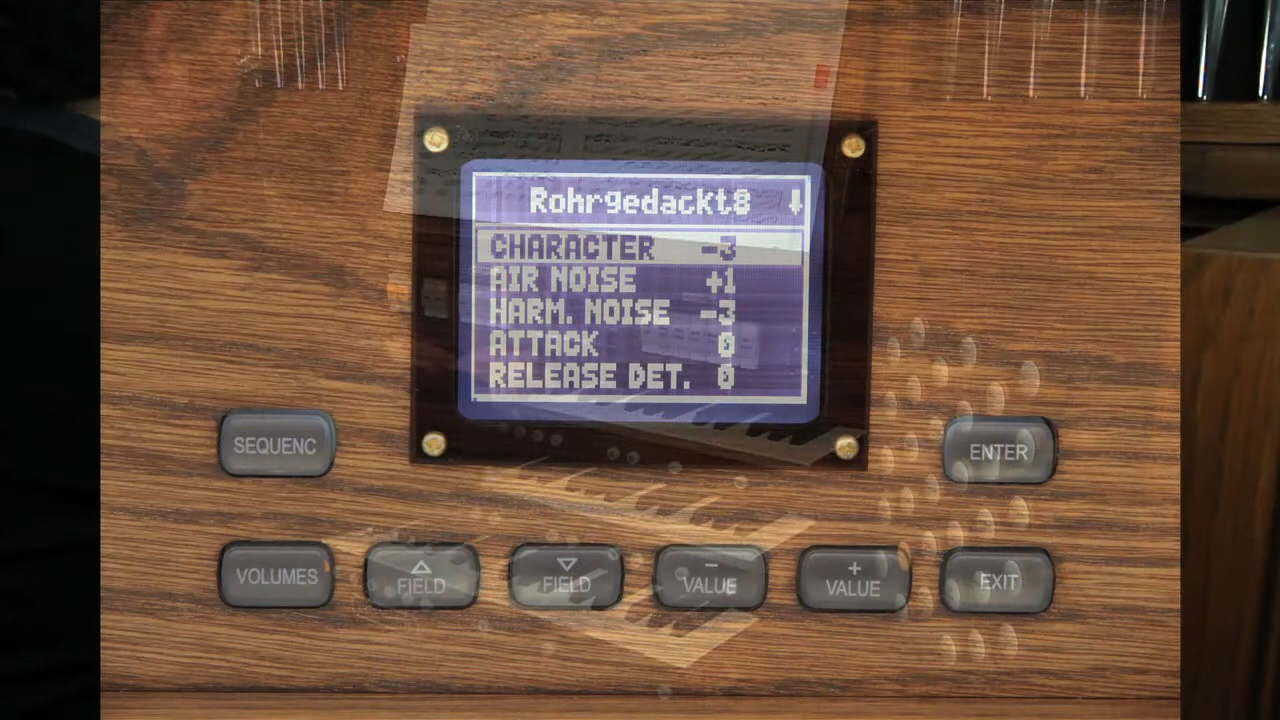 Rohrgedackt8
CHARACTER -3
AIR NOISE +1
HARM. NOISE -3
ATTACK 0
RELEASE DET. 0
SEQUENC
ENTER
VOLUMES
FIELD
FIELD
- VALUE
+ VALUE
EXIT